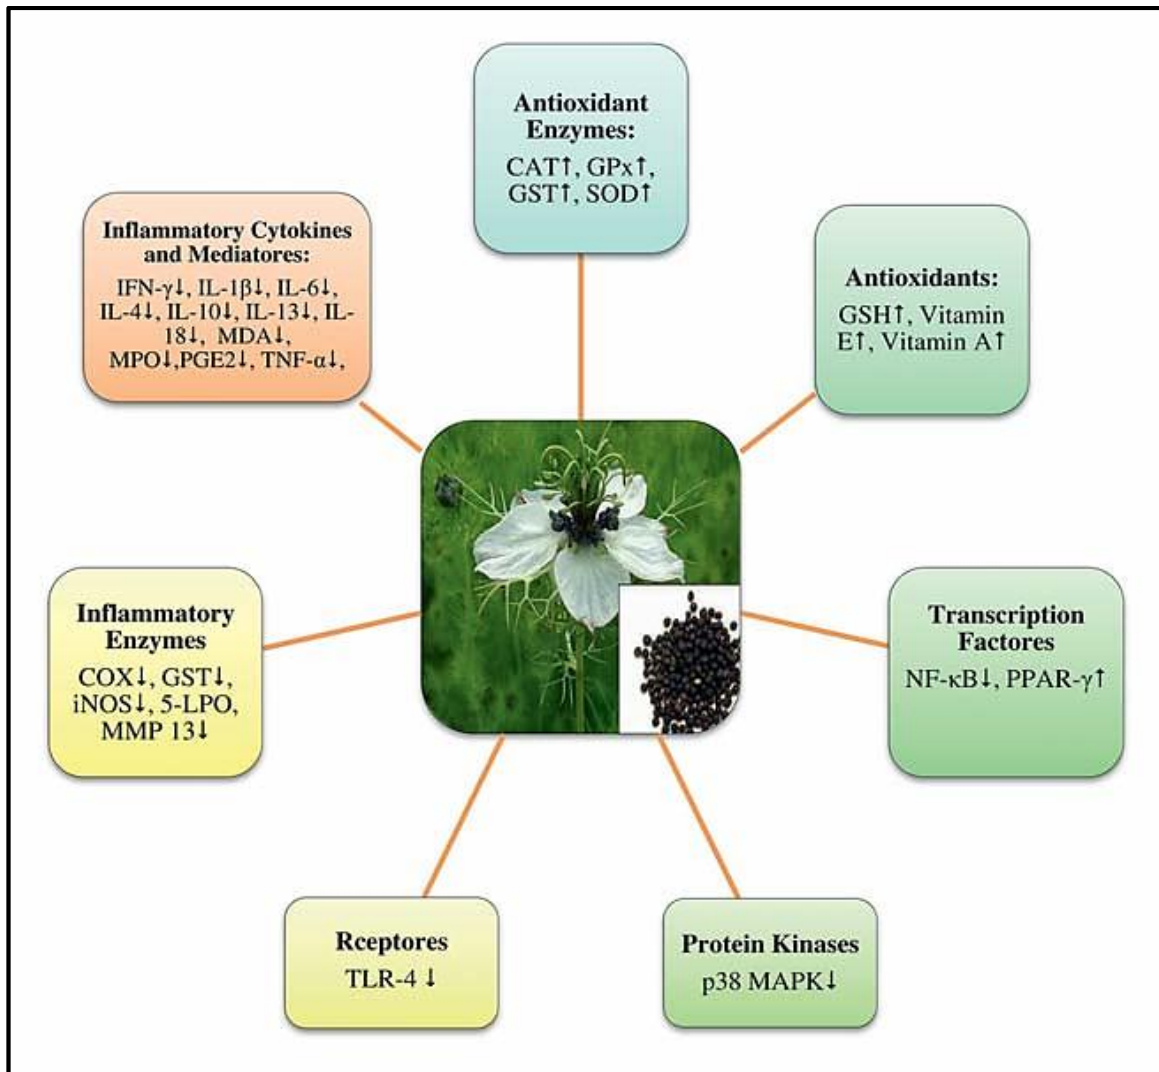 Antioxidant
Enzymes:
CAT↑, GPx↑,
GST↑, SOD↑
Inflammatory Cytokines
and Mediatores:
IFN-γ↓, IL-1β↓, IL-6↓,
IL-4↓, IL-10↓, IL-13↓, IL-
18↓, MDA↓,
MPO↓,PGE2↓, TNF-α↓,
Antioxidants:
GSH↑, Vitamin
E↑, Vitamin A↑
Inflammatory
Enzymes
COX↓, GST↓,
iNOS↓, 5-LPO,
MMP 13↓
Transcription
Factores
NF-κB↓, PPAR-γ↑
Rceptores
TLR-4 ↓
Protein Kinases
p38 MAPK↓